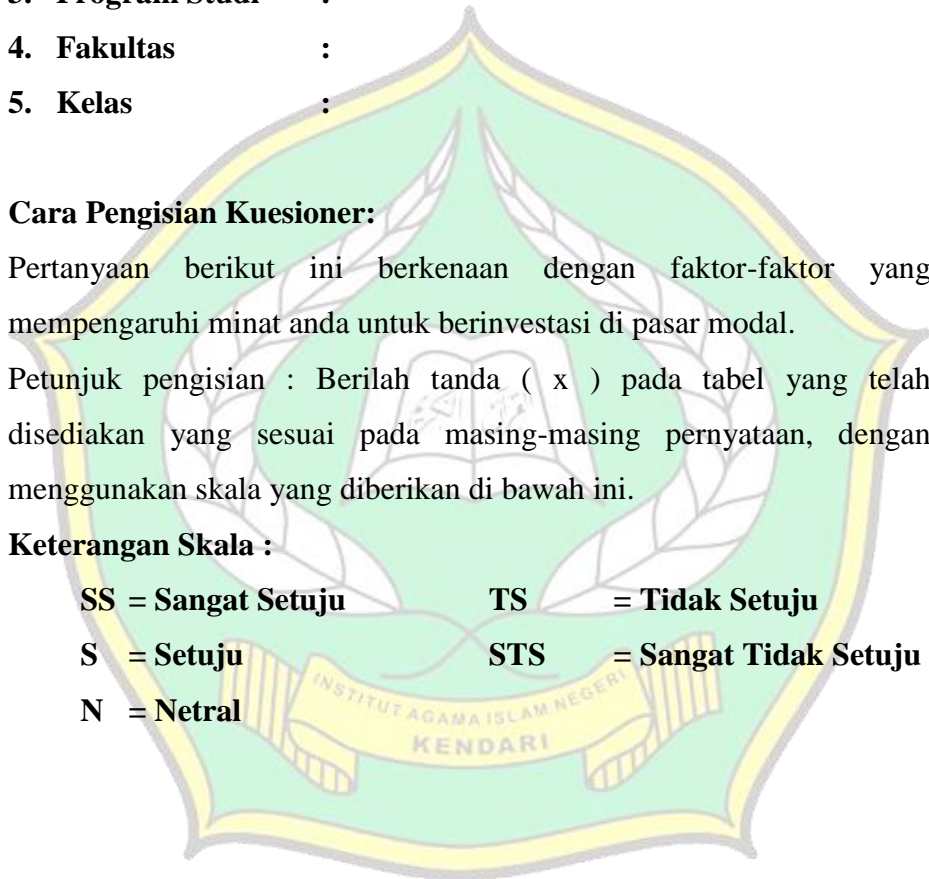 3. Program Studi :
4. Fakultas :
5. Kelas :
Cara Pengisian Kuesioner:
Pertanyaan berikut ini berkenaan dengan faktor-faktor yang
mempengaruhi minat anda untuk berinvestasi di pasar modal.
Petunjuk pengisian : Berilah tanda ( x ) pada tabel yang telah
disediakan yang sesuai pada masing-masing pernyataan, dengan
menggunakan skala yang diberikan di bawah ini.
Keterangan Skala :
SS = Sangat Setuju TS = Tidak Setuju
S = Setuju STS = Sangat Tidak Setuju
N = Netral
INSTITUT AGAMA ISLAM NEGERI
KENDARI